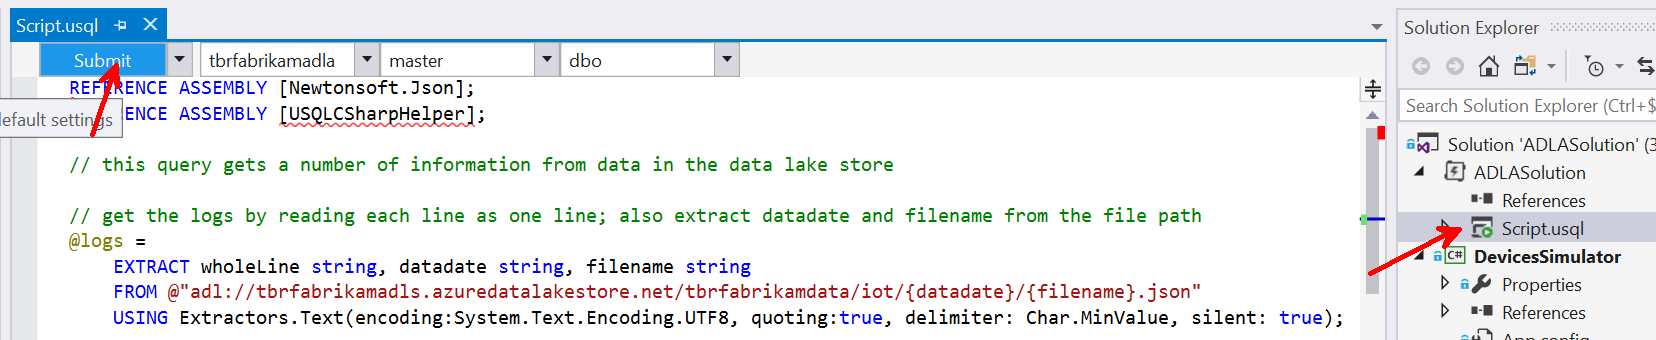 Script.usql
Submit
tbrfabrikamadla
master
dbo
default settings
REFERENCE ASSEMBLY [Newtonsoft.Json];
ENCE ASSEMBLY [USQLCSharpHelper];
// this query gets a number of information from data in the data lake store
// get the logs by reading each line as one line; also extract datadate and filename from the file path
@logs =
EXTRACT wholeLine string, datadate string, filename string
FROM @"adl://tbrfabrikamadls.azuredatalakestore.net/tbrfabrikamdata/iot/{datadate}/{filename}.json"
USING Extractors.Text(encoding:System.Text.Encoding.UTF8, quoting:true, delimiter: Char.MinValue, silent: true);
Solution Explorer
Search Solution Explorer (Ctrl+$
Solution 'ADLASolution' (3
ADLASolution
References
Script.usql
C# DevicesSimulator
Properties
References
App.config